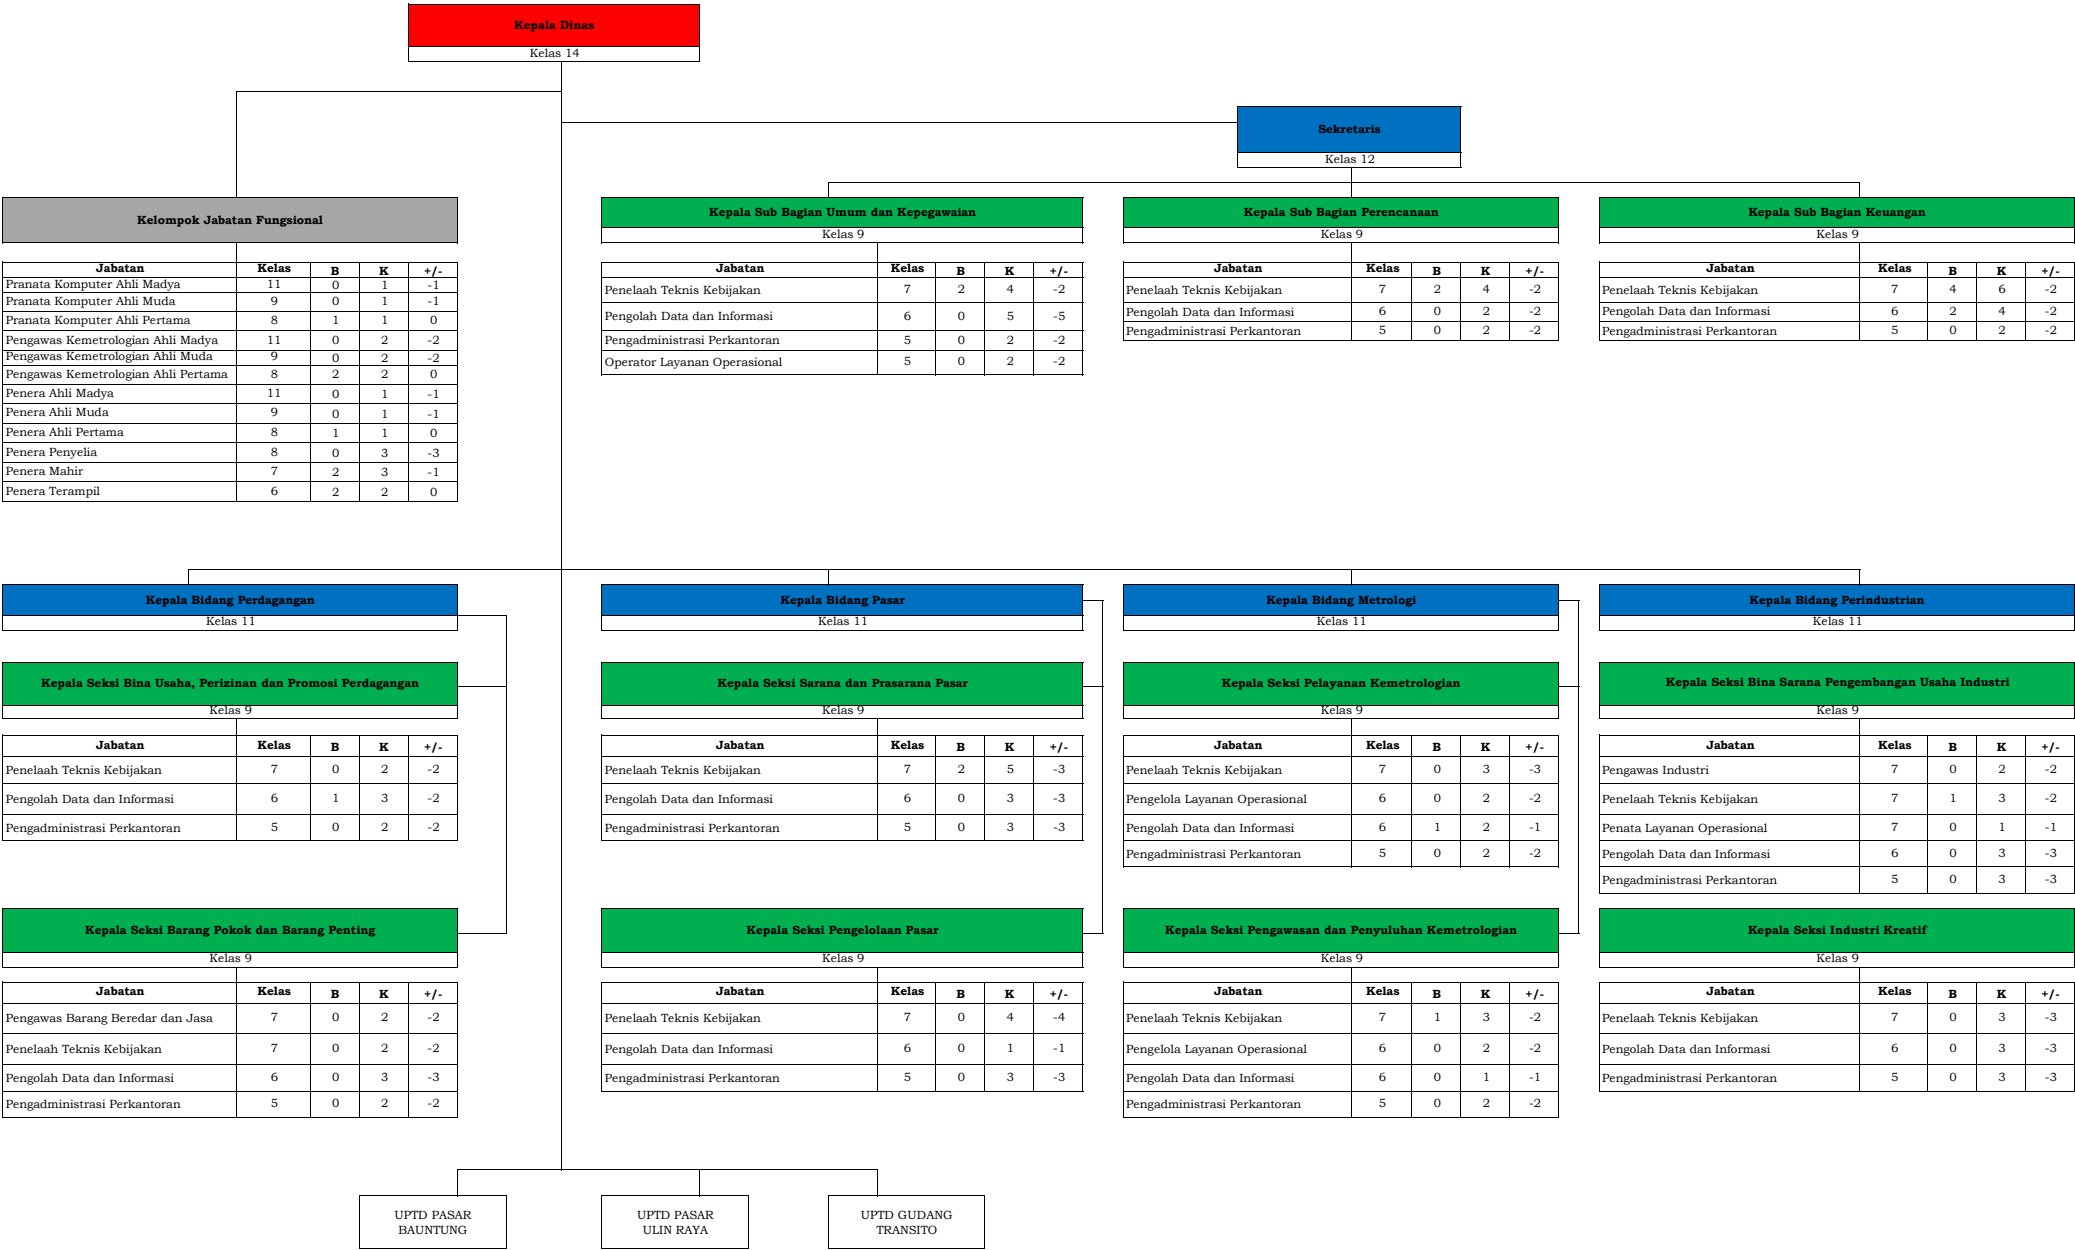 Kepala Dinas
Kelas 14
Sekretaris
Kelas 12
Kelompok Jabatan Fungsional
Jabatan Kelas B K +/-
Pranata Komputer Ahli Madya 11 0 1 -1
Pranata Komputer Ahli Muda 9 0 1 -1
Pranata Komputer Ahli Pertama 8 1 1 0
Pengawas Kemetrologian Ahli Madya 11 0 2 -2
Pengawas Kemetrologian Ahli Muda 9 0 2 -2
Pengawas Kemetrologian Ahli Pertama 8 2 2 0
Penera Ahli Madya 11 0 1 -1
Penera Ahli Muda 9 0 1 -1
Penera Ahli Pertama 8 1 1 0
Penera Penyelia 8 0 3 -3
Penera Mahir 7 2 3 -1
Penera Terampil 6 2 2 0
Kepala Sub Bagian Umum dan Kepegawaian
Kelas 9
Jabatan Kelas B K +/-
Penelaah Teknis Kebijakan 7 2 4 -2
Pengolah Data dan Informasi 6 0 5 -5
Pengadministrasi Perkantoran 5 0 2 -2
Operator Layanan Operasional 5 0 2 -2
Kepala Sub Bagian Perencanaan
Kelas 9
Jabatan Kelas B K +/-
Penelaah Teknis Kebijakan 7 2 4 -2
Pengolah Data dan Informasi 6 0 2 -2
Pengadministrasi Perkantoran 5 0 2 -2
Kepala Sub Bagian Keuangan
Kelas 9
Jabatan Kelas B K +/-
Penelaah Teknis Kebijakan 7 4 6 -2
Pengolah Data dan Informasi 6 2 4 -2
Pengadministrasi Perkantoran 5 0 2 -2
Kepala Bidang Perdagangan
Kelas 11
Kepala Seksi Bina Usaha, Perizinan dan Promosi Perdagangan
Kelas 9
Jabatan Kelas B K +/-
Penelaah Teknis Kebijakan 7 0 2 -2
Pengolah Data dan Informasi 6 1 3 -2
Pengadministrasi Perkantoran 5 0 2 -2
Kepala Seksi Barang Pokok dan Barang Penting
Kelas 9
Jabatan Kelas B K +/-
Pengawas Barang Beredar dan Jasa 7 0 2 -2
Penelaah Teknis Kebijakan 7 0 2 -2
Pengolah Data dan Informasi 6 0 3 -3
Pengadministrasi Perkantoran 5 0 2 -2
Kepala Bidang Pasar
Kelas 11
Kepala Seksi Sarana dan Prasarana Pasar
Kelas 9
Jabatan Kelas B K +/-
Penelaah Teknis Kebijakan 7 2 5 -3
Pengolah Data dan Informasi 6 0 3 -3
Pengadministrasi Perkantoran 5 0 3 -3
Kepala Seksi Pengelolaan Pasar
Kelas 9
Jabatan Kelas B K +/-
Penelaah Teknis Kebijakan 7 0 4 -4
Pengolah Data dan Informasi 6 0 1 -1
Pengadministrasi Perkantoran 5 0 3 -3
Kepala Bidang Metrologi
Kelas 11
Kepala Seksi Pelayanan Kemetrologian
Kelas 9
Jabatan Kelas B K +/-
Penelaah Teknis Kebijakan 7 0 3 -3
Pengelola Layanan Operasional 6 0 2 -2
Pengolah Data dan Informasi 6 1 2 -1
Pengadministrasi Perkantoran 5 0 2 -2
Kepala Seksi Pengawasan dan Penyuluhan Kemetrologian
Kelas 9
Jabatan Kelas B K +/-
Penelaah Teknis Kebijakan 7 1 3 -2
Pengelola Layanan Operasional 6 0 2 -2
Pengolah Data dan Informasi 6 0 1 -1
Pengadministrasi Perkantoran 5 0 2 -2
Kepala Bidang Perindustrian
Kelas 11
Kepala Seksi Bina Sarana Pengembangan Usaha Industri
Kelas 9
Jabatan Kelas B K +/-
Pengawas Industri 7 0 2 -2
Penelaah Teknis Kebijakan 7 1 3 -2
Penata Layanan Operasional 7 0 1 -1
Pengolah Data dan Informasi 6 0 3 -3
Pengadministrasi Perkantoran 5 0 3 -3
Kepala Seksi Industri Kreatif
Kelas 9
Jabatan Kelas B K +/-
Penelaah Teknis Kebijakan 7 0 3 -3
Pengolah Data dan Informasi 6 0 3 -3
Pengadministrasi Perkantoran 5 0 3 -3
UPTD PASAR
BAUNTUNG
UPTD PASAR
ULIN RAYA
UPTD GUDANG
TRANSITO